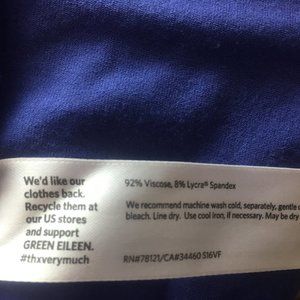 We'd like our
clothes back.
Recycle them at
our US stores
and support
GREEN EILEEN.
#thxverymuch
92% Viscose, 8% Lycra® Spandex
We recommend machine wash cold, separately, gentle
bleach. Line dry. Use cool iron, if necessary. May be dry
RN#78121/CA#34460 S16VF